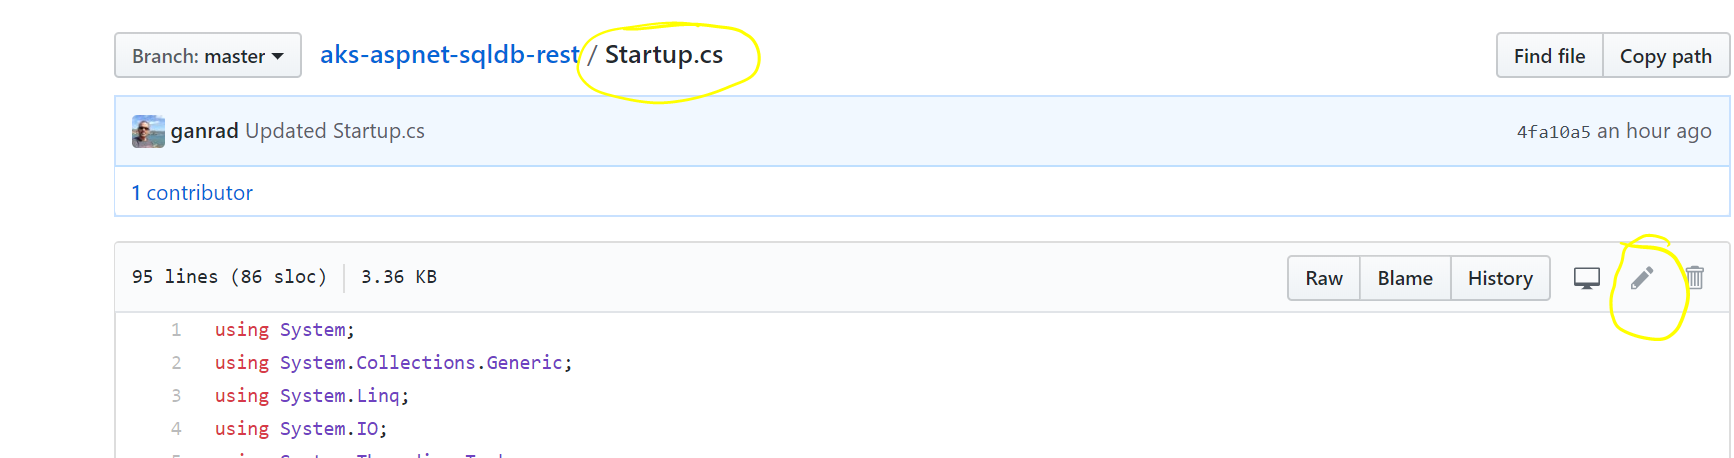 Branch: master aks-aspnet-sqldb-rest / Startup.cs Find file Copy path
ganrad Updated Startup.cs 4fa10a5 an hour ago
1 contributor
95 lines (86 sloc) 3.36 KB Raw Blame History
1 using System;
2 using System.Collections.Generic;
3 using System.Linq;
4 using System.IO;